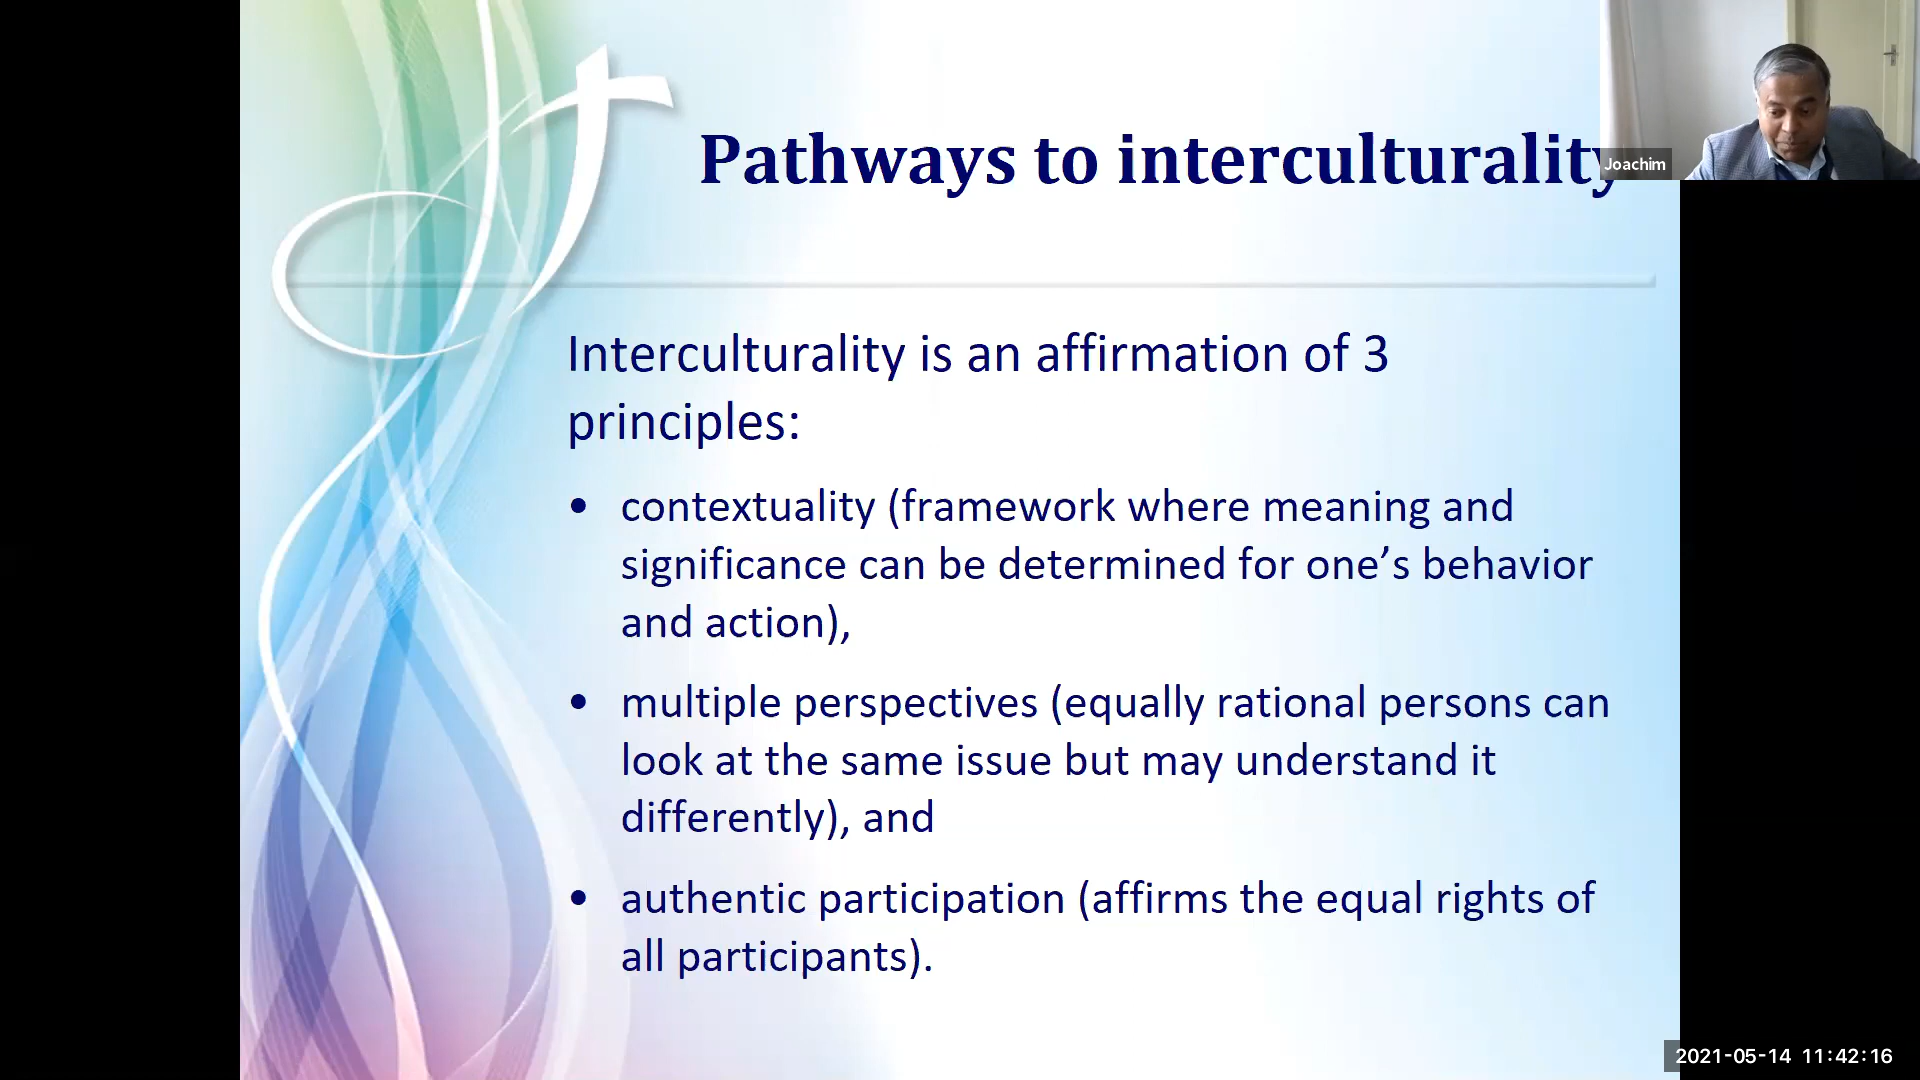 Pathways to interculturality
Joachim
Interculturality is an affirmation of 3
principles:
• contextuality (framework where meaning and
significance can be determined for one’s behavior
and action),
• multiple perspectives (equally rational persons can
look at the same issue but may understand it
differently), and
• authentic participation (affirms the equal rights of
all participants).
2021-05-14 11:42:16